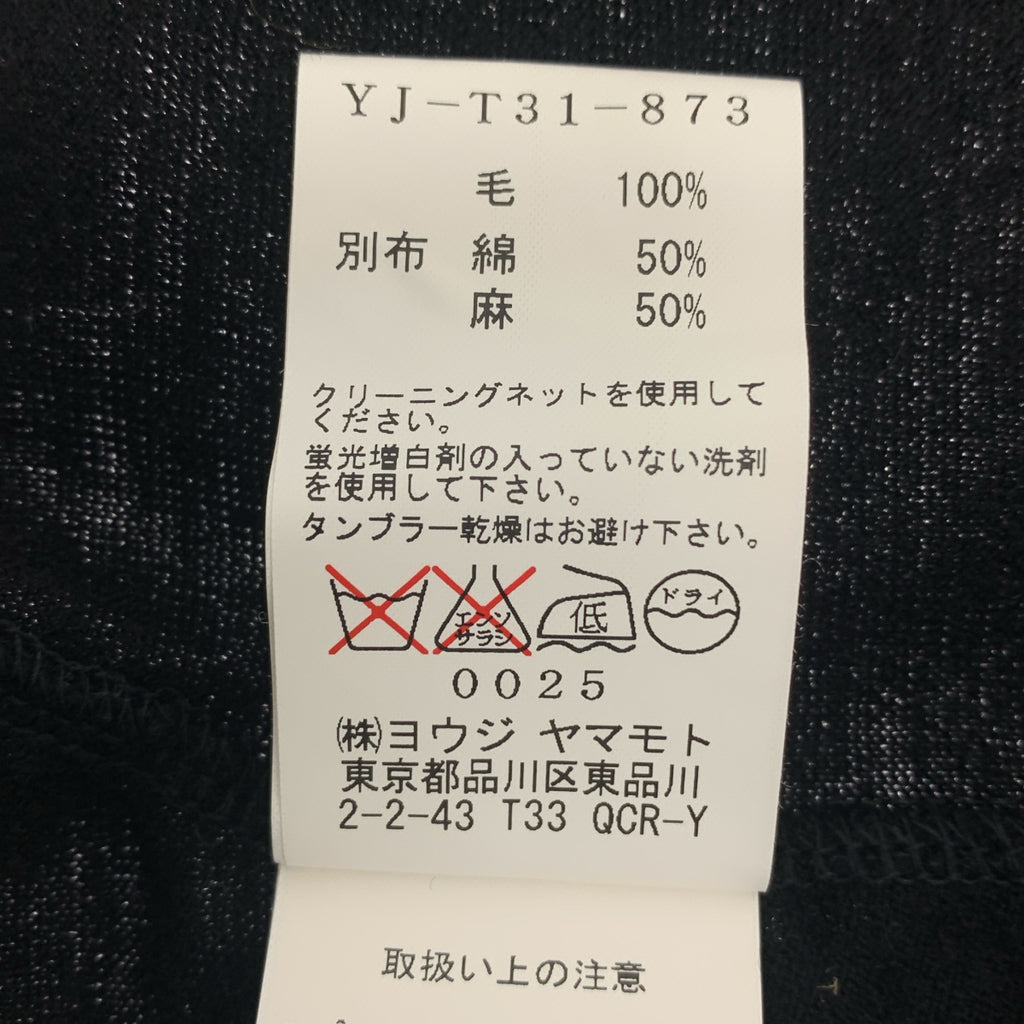 YJ-T31-873
毛 100%
別布 綿 50%
麻 50%
クリーニングネットを使用して
ください。
蛍光増白剤の入っていない洗剤
を使用して下さい。
タンブラー乾燥はお避け下さい。
エンソ
サラシ
低
ドライ
0025
㈱ヨウジ ヤマモト
東京都品川区東品川
2-2-43 T33 QCR-Y
取扱い上の注意